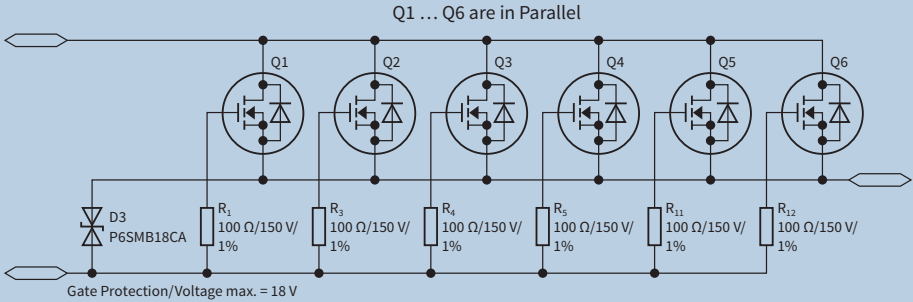 Q1 … Q6 are in Parallel
Q1
Q2
Q3
Q4
Q5
Q6
D3
P6SMB18CA
R₁
100 Ω/150 V/
1%
R₃
100 Ω/150 V/
1%
R₄
100 Ω/150 V/
1%
R₅
100 Ω/150 V/
1%
R₁₁
100 Ω/150 V/
1%
R₁₂
100 Ω/150 V/
1%
Gate Protection/Voltage max. = 18 V